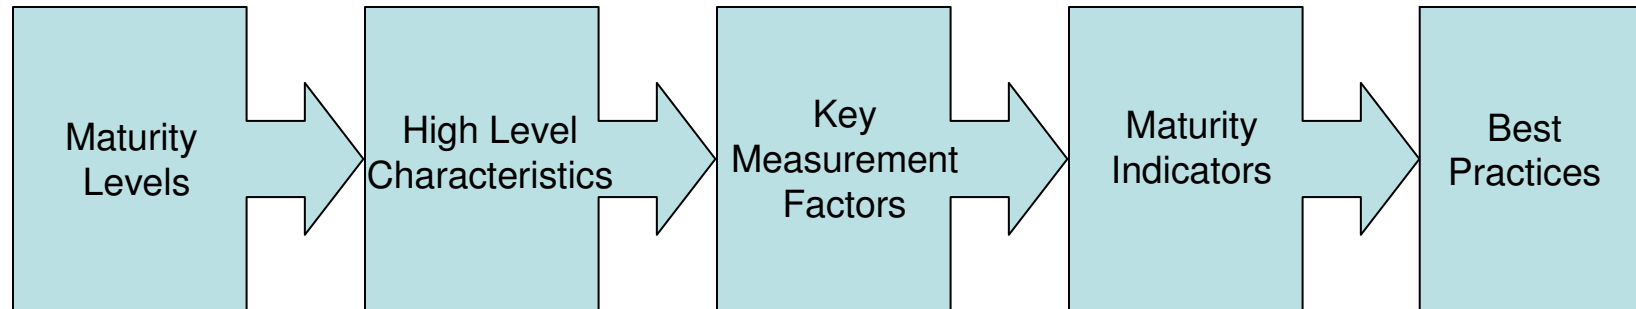 Maturity
Levels
High Level
Characteristics
Key
Measurement
Factors
Maturity
Indicators
Best
Practices